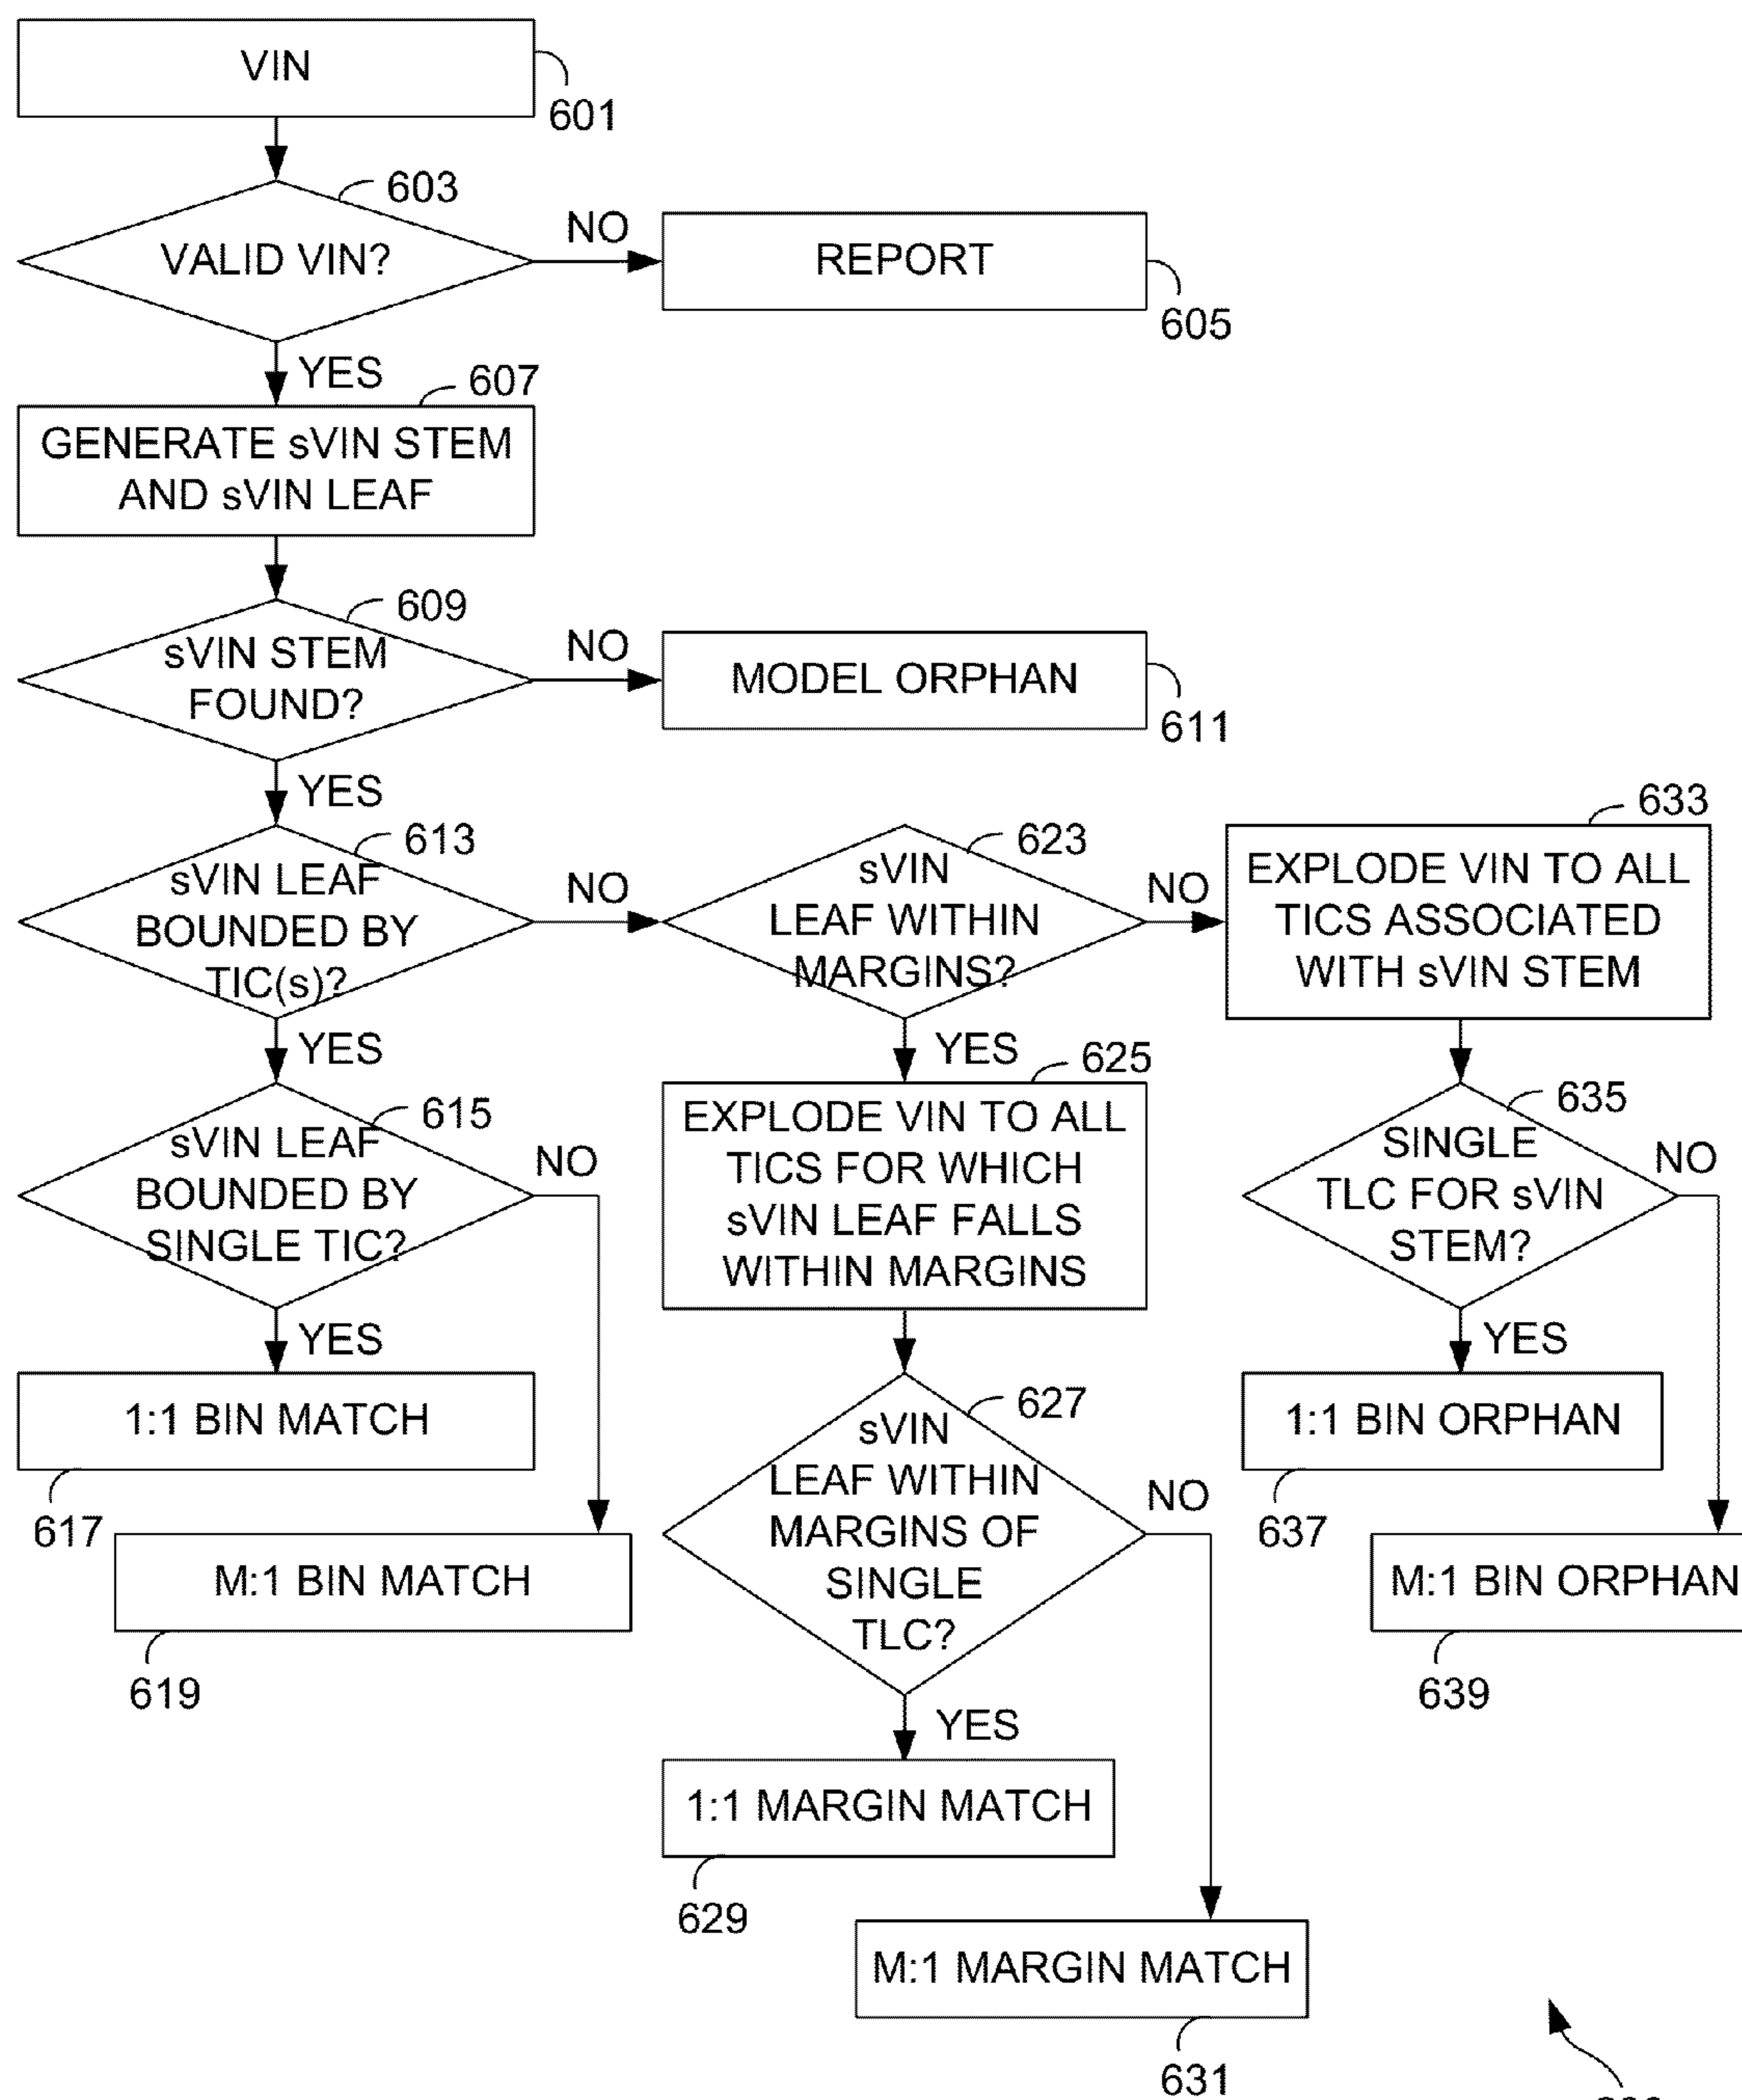 VIN
601
603
VALID VIN?
NO
REPORT
605
YES
607
GENERATE sVIN STEM
AND sVIN LEAF
609
sVIN STEM
FOUND?
NO
MODEL ORPHAN
611
YES
613
sVIN LEAF
BOUNDED BY
TIC(s)?
NO
623
sVIN
LEAF WITHIN
MARGINS?
NO
633
EXPLODE VIN TO ALL
TICS ASSOCIATED
WITH sVIN STEM
YES
615
sVIN LEAF
BOUNDED BY
SINGLE TIC?
NO
YES
625
EXPLODE VIN TO ALL
TICS FOR WHICH
sVIN LEAF FALLS
WITHIN MARGINS
635
SINGLE
TLC FOR sVIN
STEM?
NO
YES
1:1 BIN MATCH
617
M:1 BIN MATCH
619
627
sVIN
LEAF WITHIN
MARGINS OF
SINGLE
TLC?
NO
YES
1:1 BIN ORPHAN
637
M:1 BIN ORPHAN
639
YES
1:1 MARGIN MATCH
629
M:1 MARGIN MATCH
631